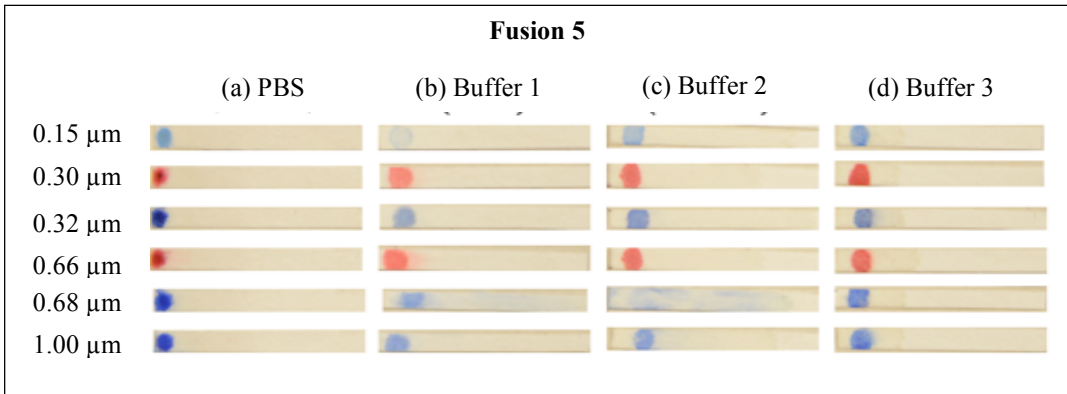 Fusion 5
(a) PBS (b) Buffer 1 (c) Buffer 2 (d) Buffer 3
0.15 µm
0.30 µm
0.32 µm
0.66 µm
0.68 µm
1.00 µm